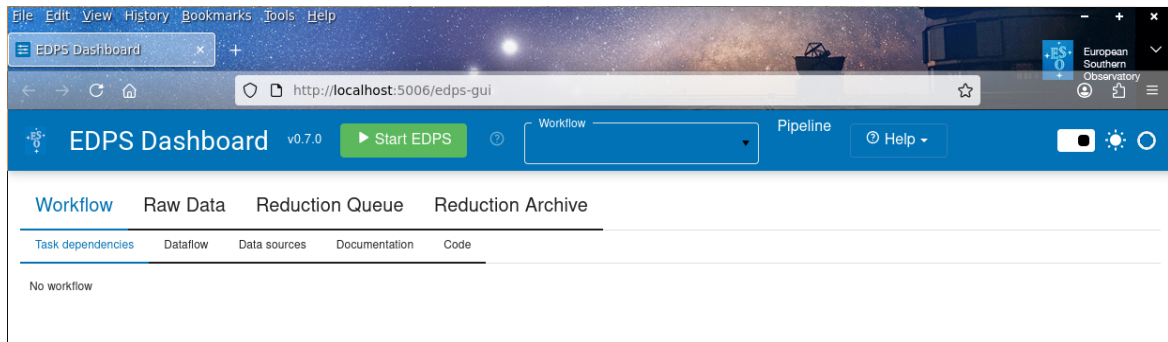 File Edit View History Bookmarks Tools Help
EDPS Dashboard × +
European
Southern
Observatory
http://localhost:5006/edps-gui
EDPS Dashboard v0.7.0 Start EDPS Workflow Pipeline Help
Workflow Raw Data Reduction Queue Reduction Archive
Task dependencies Dataflow Data sources Documentation Code
No workflow